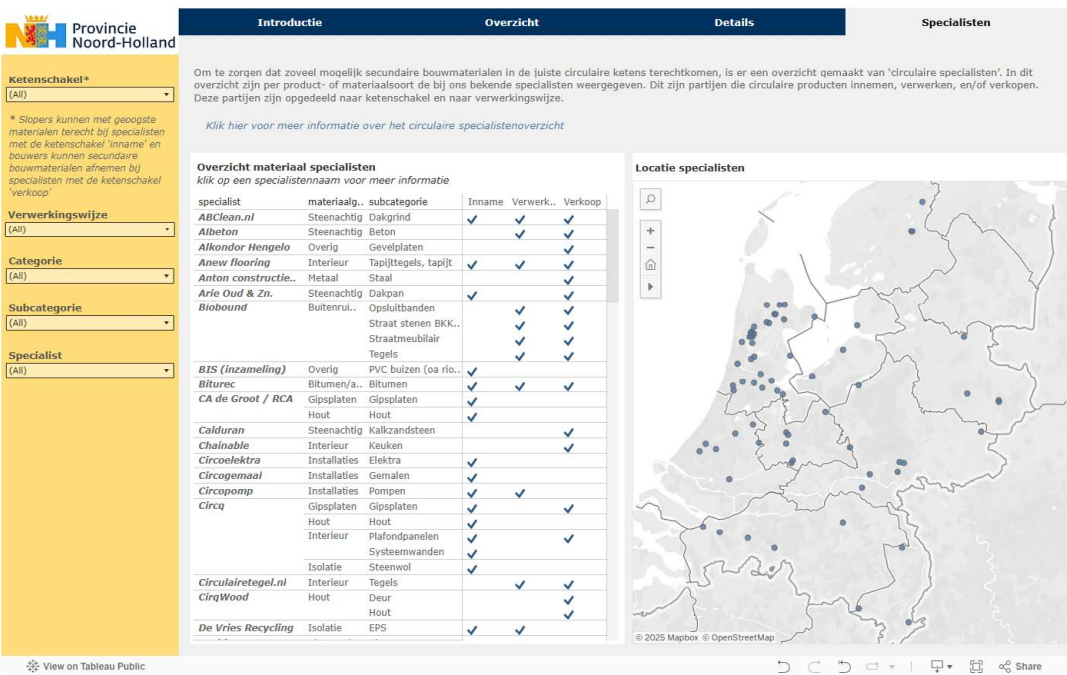 Provincie
Noord-Holland
Introductie Overzicht Details Specialisten
Ketenschakel*
(All)
* Slopers kunnen met geoogste
materialen terecht bij specialisten
met de ketenschakel 'inname' en
bouwers kunnen secundaire
bouwmaterialen afnemen bij
specialisten met de ketenschakel
'verkoop'
Verwerkingswijze
(All)
Categorie
(All)
Subcategorie
(All)
Specialist
(All)
Om te zorgen dat zoveel mogelijk secundaire bouwmaterialen in de juiste circulaire ketens terechtkomen, is er een overzicht gemaakt van 'circulaire specialisten'. In dit
overzicht zijn per product- of materiaalsoort de bij ons bekende specialisten weergegeven. Dit zijn partijen die circulaire producten innemen, verwerken, en/of verkopen.
Deze partijen zijn opgedeeld naar ketenschakel en naar verwerkingswijze.
Klik hier voor meer informatie over het circulaire specialistenoverzicht
Overzicht materiaal specialisten
klik op een specialistennaam voor meer informatie
specialist materiaalg.. subcategorie Inname Verwerk.. Verkoop
ABClean.nl Steenachtig Dakgrind
Albeton Steenachtig Beton
Alkondor Hengelo Overig Gevelplaten
Anew flooring Interieur Tapijttegels, tapijt
Anton constructie.. Metaal Staal
Arie Oud & Zn. Steenachtig Dakpan
Biobound Buitenrui.. Opsluitbanden
Straat stenen BKK..
Straatmeubilair
Tegels
BIS (inzameling) Overig PVC buizen (oa rio..
Biturec Bitumen/a.. Bitumen
CA de Groot / RCA Gipsplaten Gipsplaten
Hout Hout
Calduran Steenachtig Kalkzandsteen
Chainable Interieur Keuken
Circoelektra Installaties Elektra
Circogemaal Installaties Gemalen
Circopomp Installaties Pompen
Circq Gipsplaten Gipsplaten
Hout Hout
Interieur Plafondpanelen
Systeemwanden
Isolatie Steenwol
Circulairetegel.nl Interieur Tegels
CirqWood Hout Deur
Hout
De Vries Recycling Isolatie EPS
Locatie specialisten
© 2025 Mapbox © OpenStreetMap
View on Tableau Public
Share